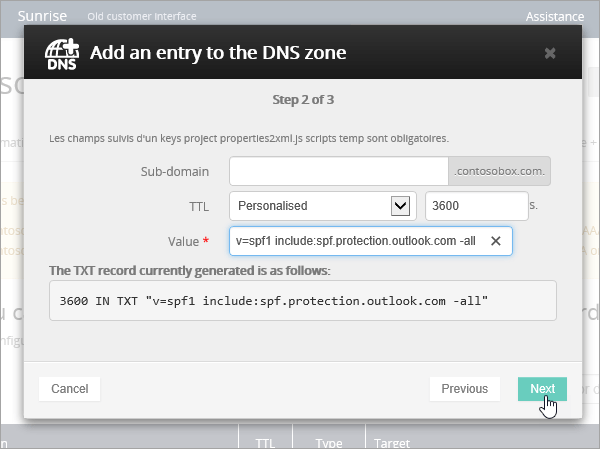 Sunrise Old customer interface Assistance
DNS Add an entry to the DNS zone
Step 2 of 3
Les champs suivis d'un keys project properties2xml.js scripts temp sont obligatoires.
Sub-domain .contosobox.com.
TTL Personalised 3600 s.
Value * v=spf1 include:spf.protection.outlook.com -all
The TXT record currently generated is as follows:
3600 IN TXT "v=spf1 include:spf.protection.outlook.com -all"
Cancel Previous Next
TTL Type Target